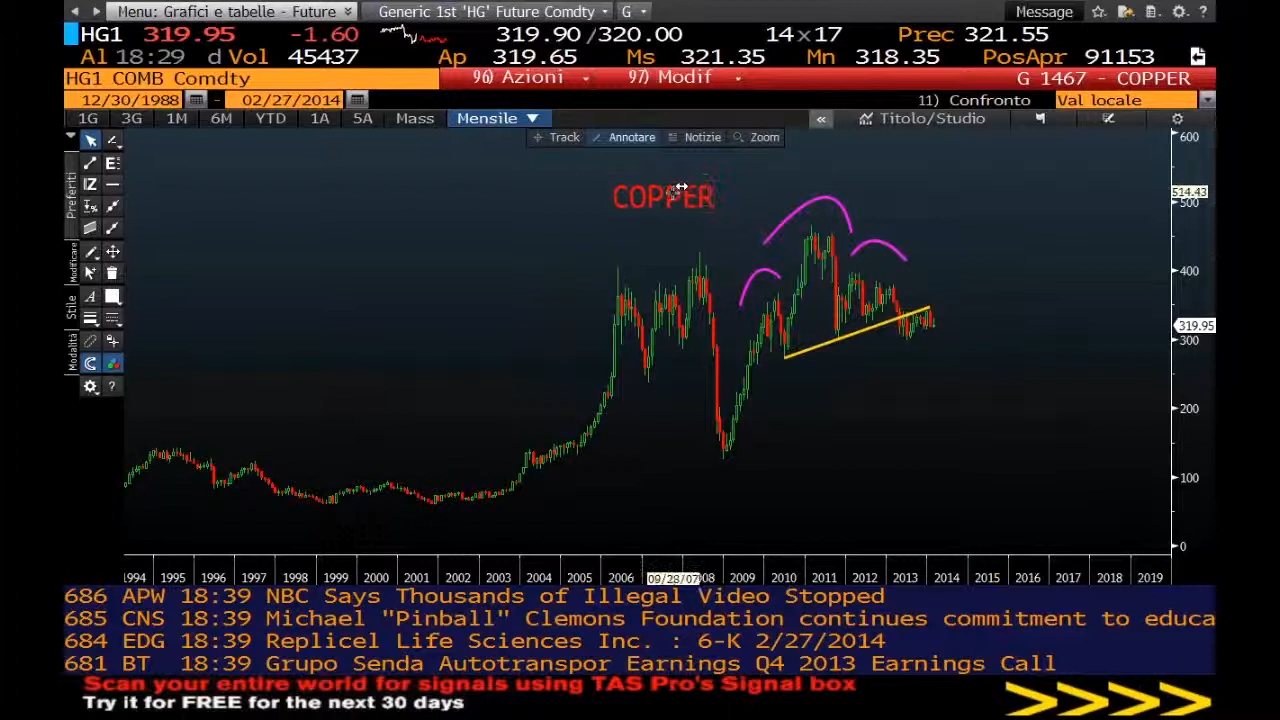 Menu: Grafici e tabelle - Future Generic 1st 'HG' Future Comdty G Message ?
HG1 319.95 -1.60 319.90 /320.00 14×17 Prec 321.55
Al 18:29 d Vol 45437 Ap 319.65 Ms 321.35 Mn 318.35 PosApr 91153
HG1 COMB Comdty 96) Azioni 97) Modif G 1467 - COPPER
12/30/1988 - 02/27/2014 11) Confronto Val locale
1G 3G 1M 6M YTD 1A 5A Mass Mensile « Titolo/Studio
Track Annotare Notizie Zoom
Preferiti
Modificare
Stile
Modalità
COPPER
600
514.43
500
400
319.95
300
200
100
0
1994 1995 1996 1997 1998 1999 2000 2001 2002 2003 2004 2005 2006 09/28/07 008 2009 2010 2011 2012 2013 2014 2015 2016 2017 2018 2019
686 APW 18:39 NBC Says Thousands of Illegal Video Stopped
685 CNS 18:39 Michael "Pinball" Clemons Foundation continues commitment to educa
684 EDG 18:39 Replicel Life Sciences Inc. : 6-K 2/27/2014
681 BT 18:39 Grupo Senda Autotranspor Earnings Q4 2013 Earnings Call
Scan your entire world for signals using TAS Pro's Signal box
Try it for FREE for the next 30 days